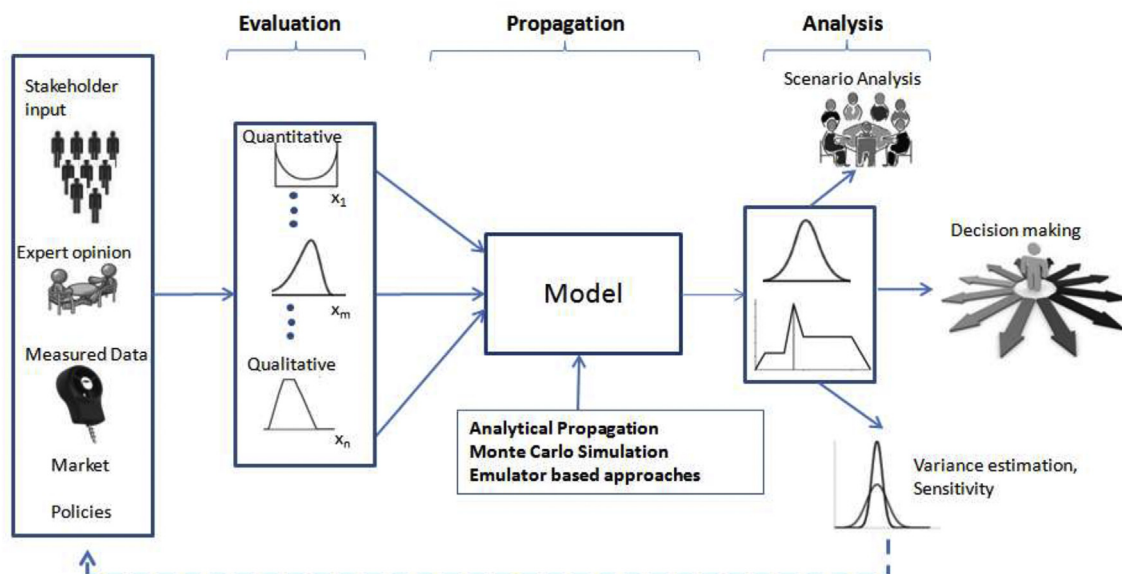 Evaluation
Propagation
Analysis
Stakeholder
input
Expert opinion
Measured Data
Market
Policies
Quantitative
x1
xm
Qualitative
xn
Model
Analytical Propagation
Monte Carlo Simulation
Emulator based approaches
Scenario Analysis
Decision making
Variance estimation,
Sensitivity